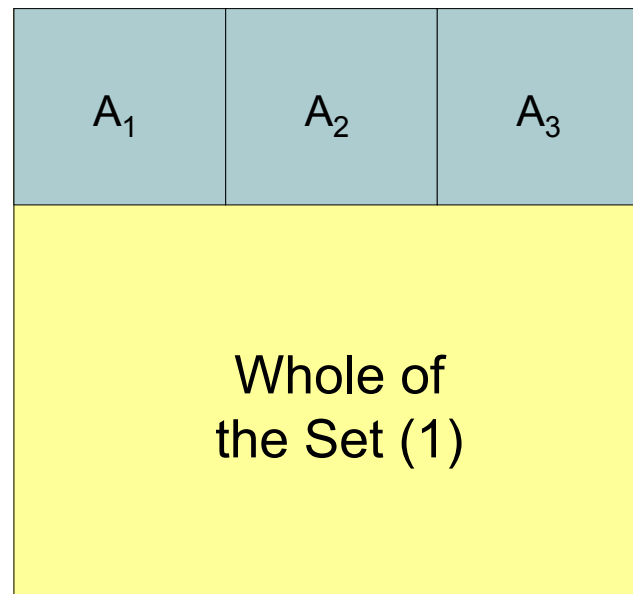 A₁ A₂ A₃
Whole of
the Set (1)